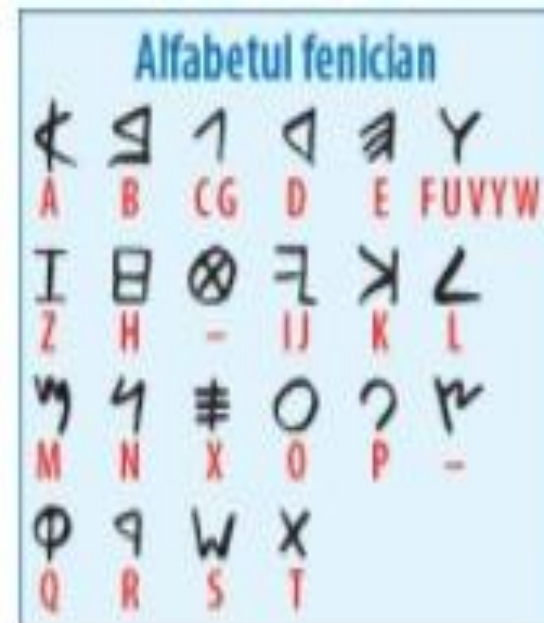 Alfabetul fenician
𐤀 𐤁 𐤂 𐤃 𐤄 𐤅
A B CG D E FUVYW
𐤆 𐤇 𐤈 𐤉 𐤊 𐤋
Z H – IJ K L
𐤌 𐤍 𐤎 𐤏 𐤐 𐤑
M N X O P –
𐤒 𐤓 𐤔 𐤕
Q R S T